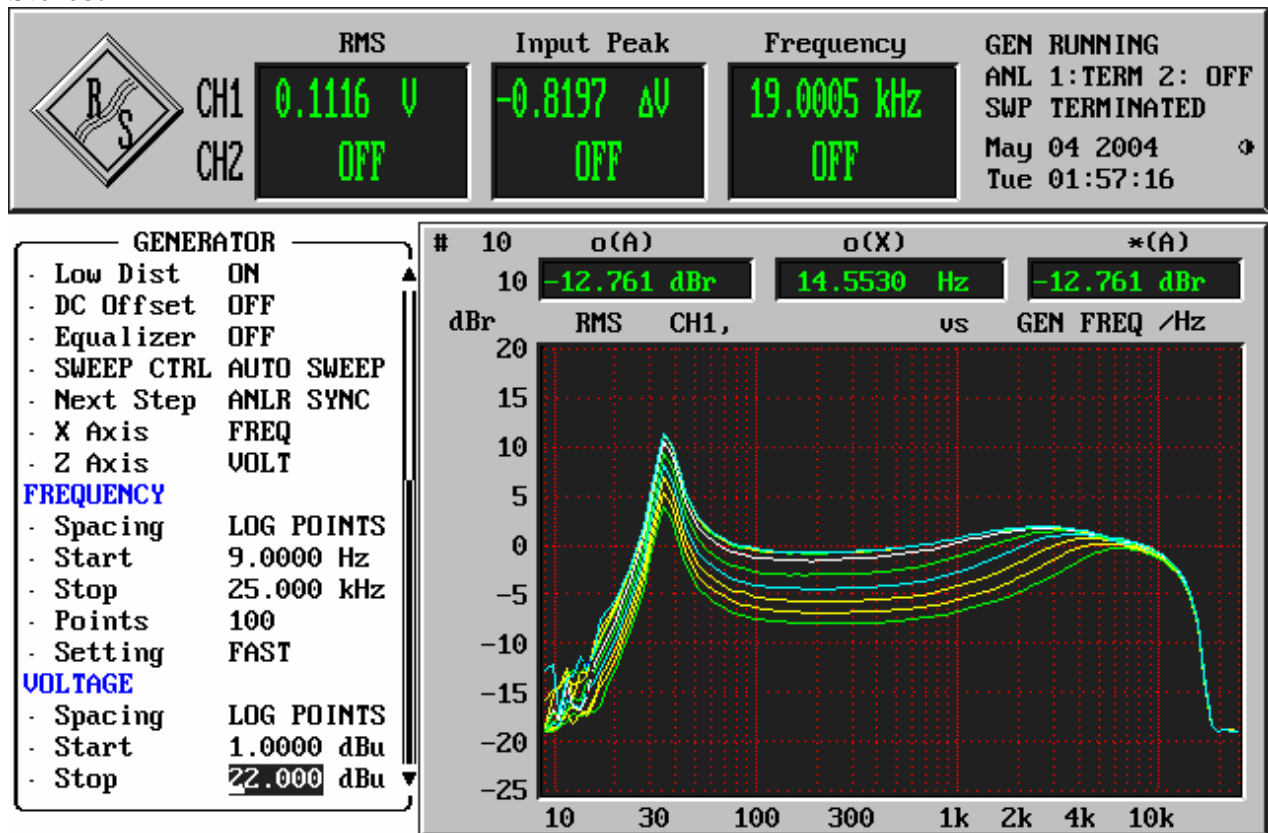 RMS Input Peak Frequency
GEN RUNNING
ANL 1:TERM 2: OFF
SWP TERMINATED
May 04 2004
Tue 01:57:16
R S
CH1 0.1116 V -0.8197 ΔV 19.0005 kHz
CH2 OFF OFF OFF
GENERATOR
· Low Dist ON
· DC Offset OFF
· Equalizer OFF
· SWEEP CTRL AUTO SWEEP
· Next Step ANLR SYNC
· X Axis FREQ
· Z Axis VOLT
FREQUENCY
· Spacing LOG POINTS
· Start 9.0000 Hz
· Stop 25.000 kHz
· Points 100
· Setting FAST
VOLTAGE
· Spacing LOG POINTS
· Start 1.0000 dBu
· Stop 22.000 dBu
# 10 o(A) o(X) *(A)
10 -12.761 dBr 14.5530 Hz -12.761 dBr
dBr RMS CH1, vs GEN FREQ /Hz
20
15
10
5
0
-5
-10
-15
-20
-25
10 30 100 300 1k 2k 4k 10k